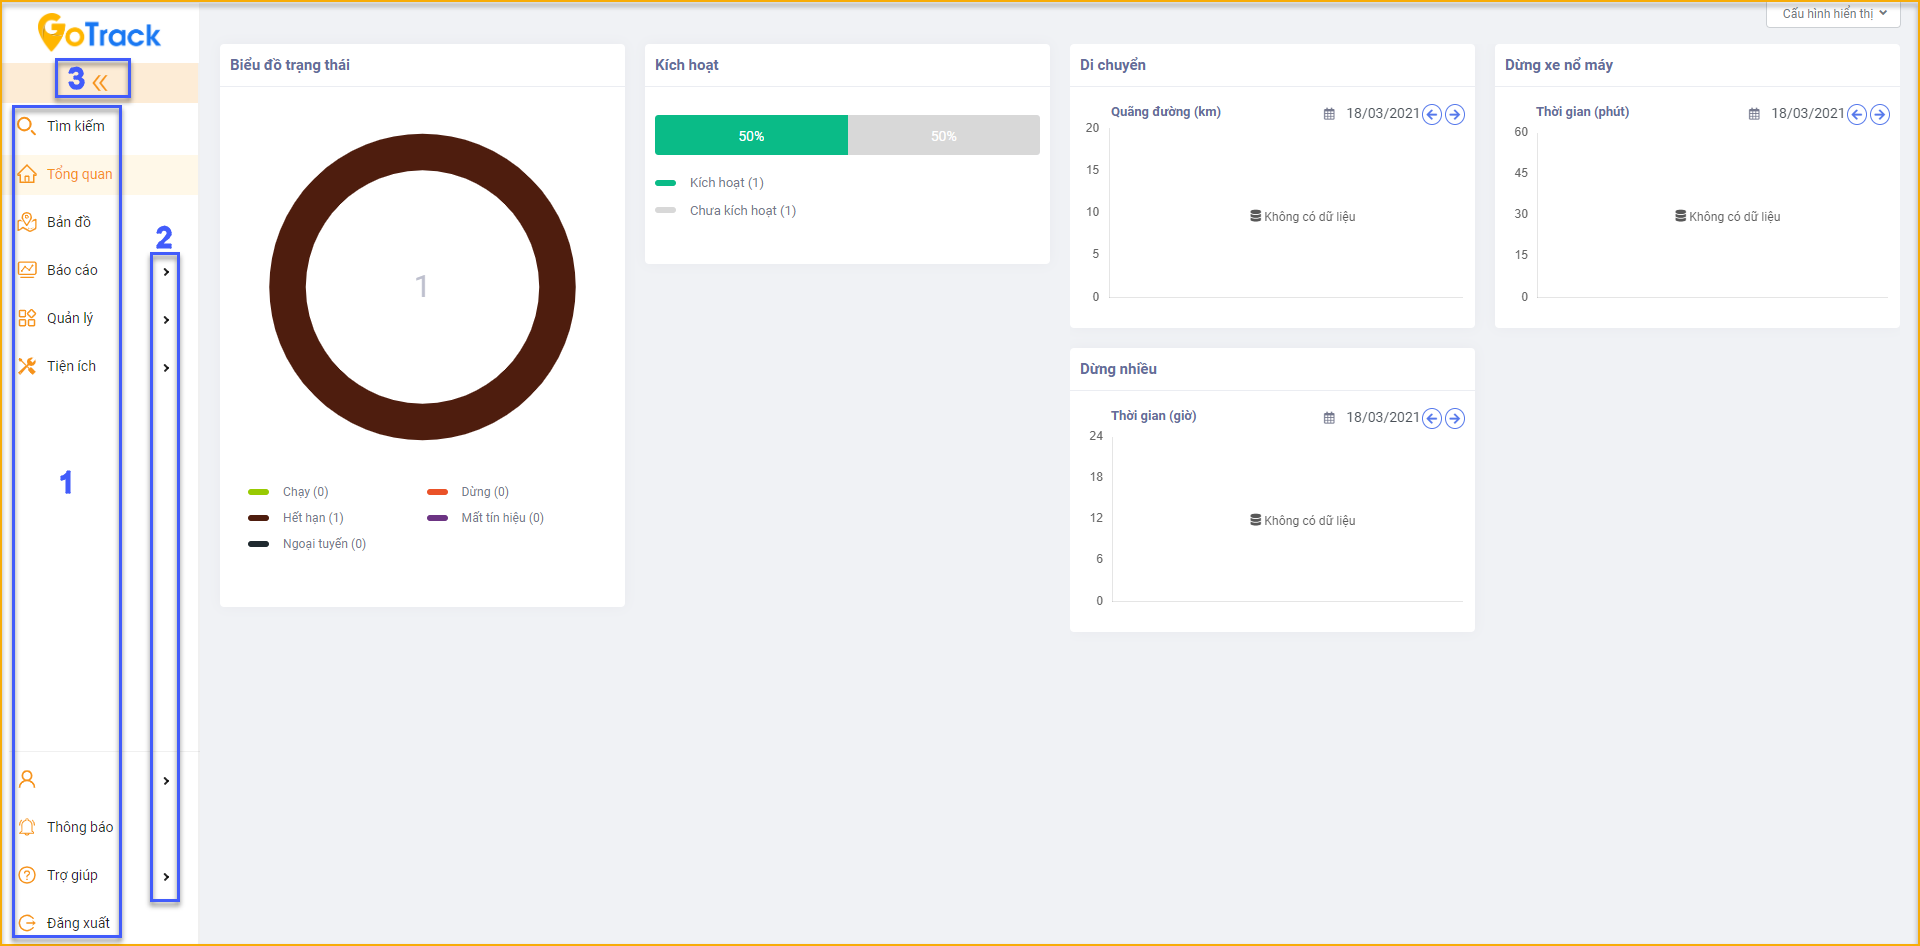 GoTrack
Cấu hình hiển thị
3
Tìm kiếm
Tổng quan
Bản đồ
2
Báo cáo
Quản lý
Tiện ích
1
Thông báo
Trợ giúp
Đăng xuất
Biểu đồ trạng thái
1
Chạy (0)
Dừng (0)
Hết hạn (1)
Mất tín hiệu (0)
Ngoại tuyến (0)
Kích hoạt
50%
50%
Kích hoạt (1)
Chưa kích hoạt (1)
Di chuyển
Quãng đường (km)
18/03/2021
20
15
10
5
0
Không có dữ liệu
Dừng xe nổ máy
Thời gian (phút)
18/03/2021
60
45
30
15
0
Không có dữ liệu
Dừng nhiều
Thời gian (giờ)
18/03/2021
24
18
12
6
0
Không có dữ liệu